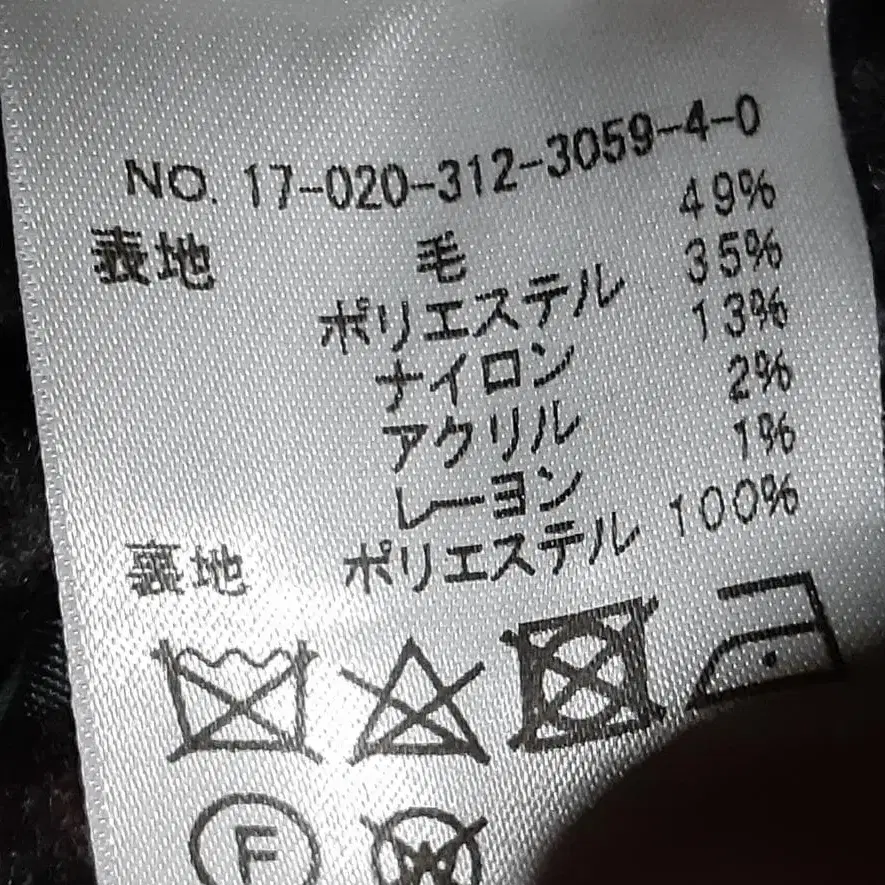 NO. 17-020-312-3059-4-0
表地 毛 49%
ポリエステル 35%
ナイロン 13%
アクリル 2%
レーヨン 1%
裏地 ポリエステル 100%
F
W